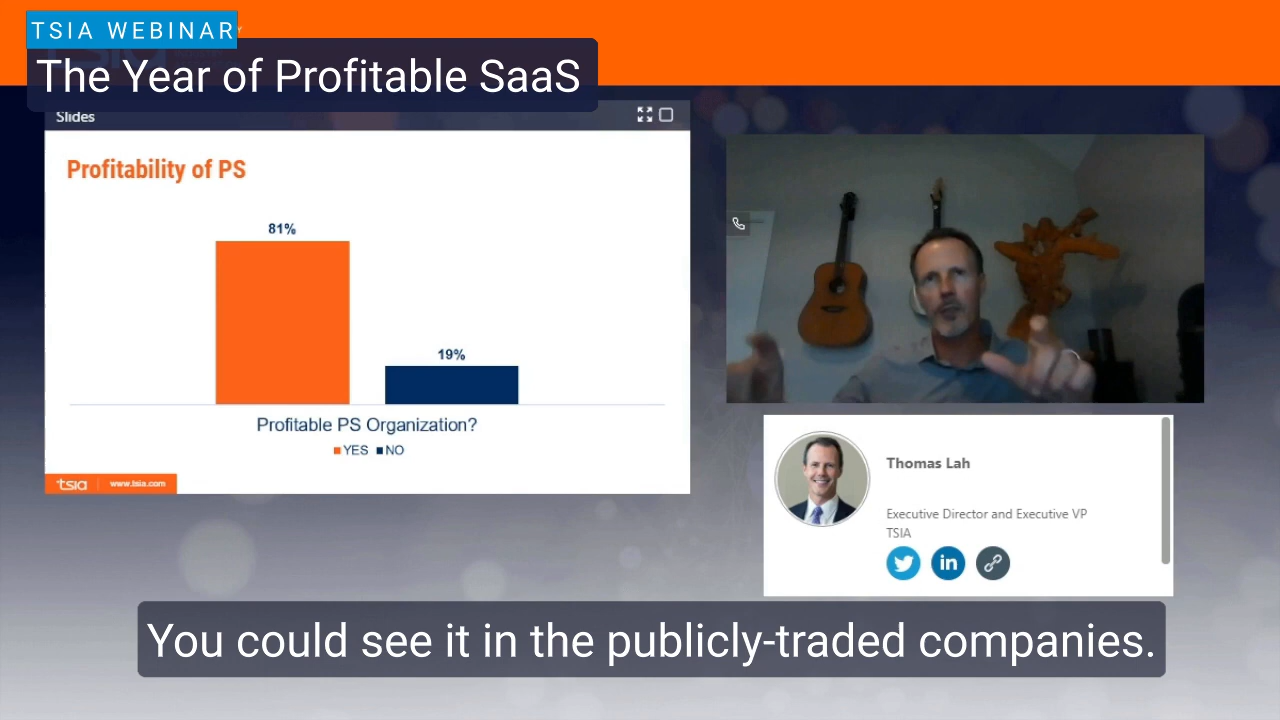 TSIA WEBINAR
The Year of Profitable SaaS
Slides
Profitability of PS
81%
19%
Profitable PS Organization?
YES NO
tsia www.tsia.com
Thomas Lah
Executive Director and Executive VP
TSIA
in
You could see it in the publicly-traded companies.